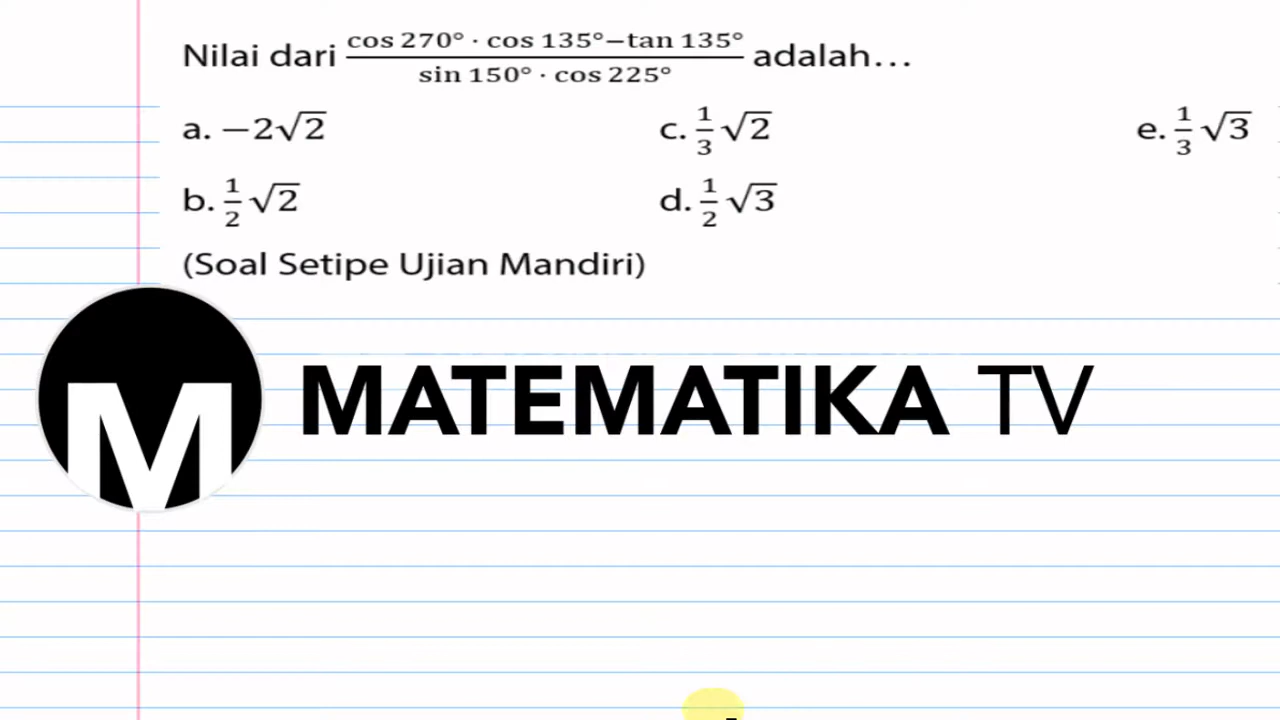 Nilai dari (cos 270° · cos 135°−tan 135°)/(sin 150° · cos 225°) adalah...
a. −2√2 c. 1/3 √2 e. 1/3 √3
b. 1/2 √2 d. 1/2 √3
(Soal Setipe Ujian Mandiri)
M MATEMATIKA TV